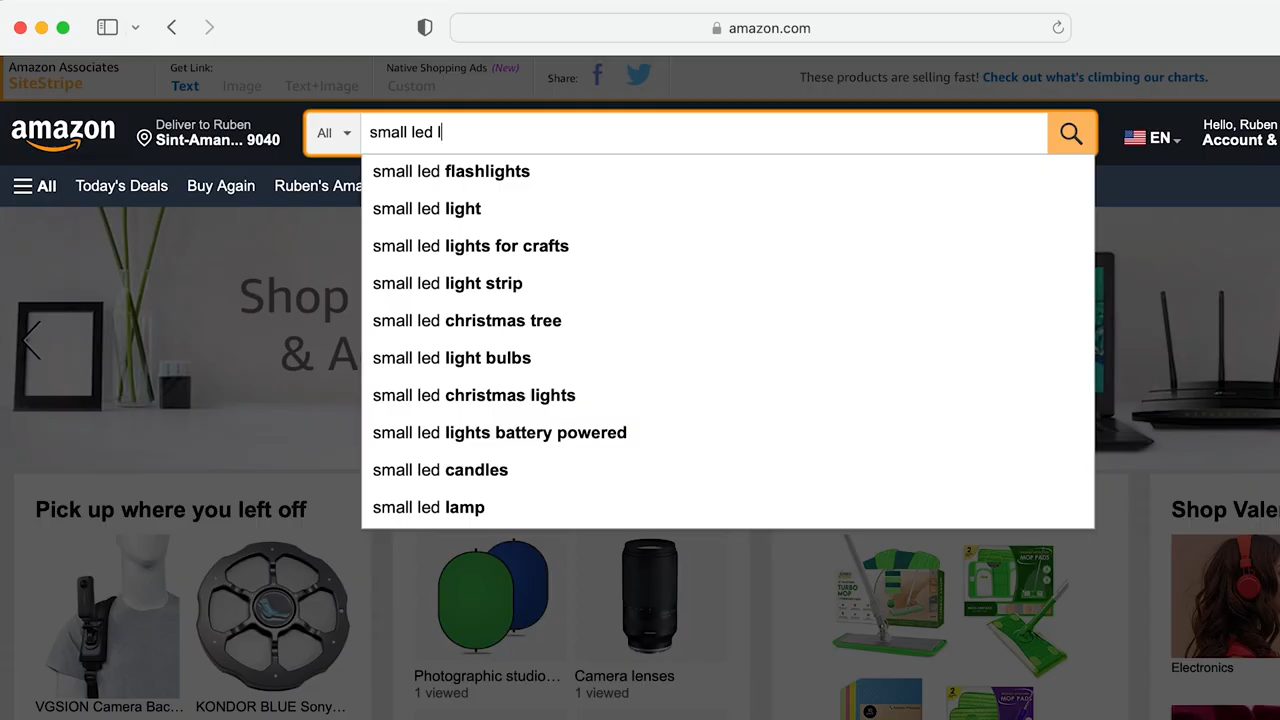 amazon.com
Amazon Associates
SiteStripe
Get Link:
Text Image Text+Image
Native Shopping Ads (New)
Custom
Share:
These products are selling fast! Check out what's climbing our charts.
amazon
Deliver to Ruben
Sint-Aman... 9040
All
small led l
EN
Hello, Ruben
Account &
All Today's Deals Buy Again Ruben's Ama
small led flashlights
small led light
small led lights for crafts
small led light strip
small led christmas tree
small led light bulbs
small led christmas lights
small led lights battery powered
small led candles
small led lamp
Shop
& A
Pick up where you left off
Shop Vale
VGSION Camera Bac...
KONDOR BLUE
Photographic studio...
1 viewed
Camera lenses
1 viewed
TURBO
MOP
MOP PADS
Electronics